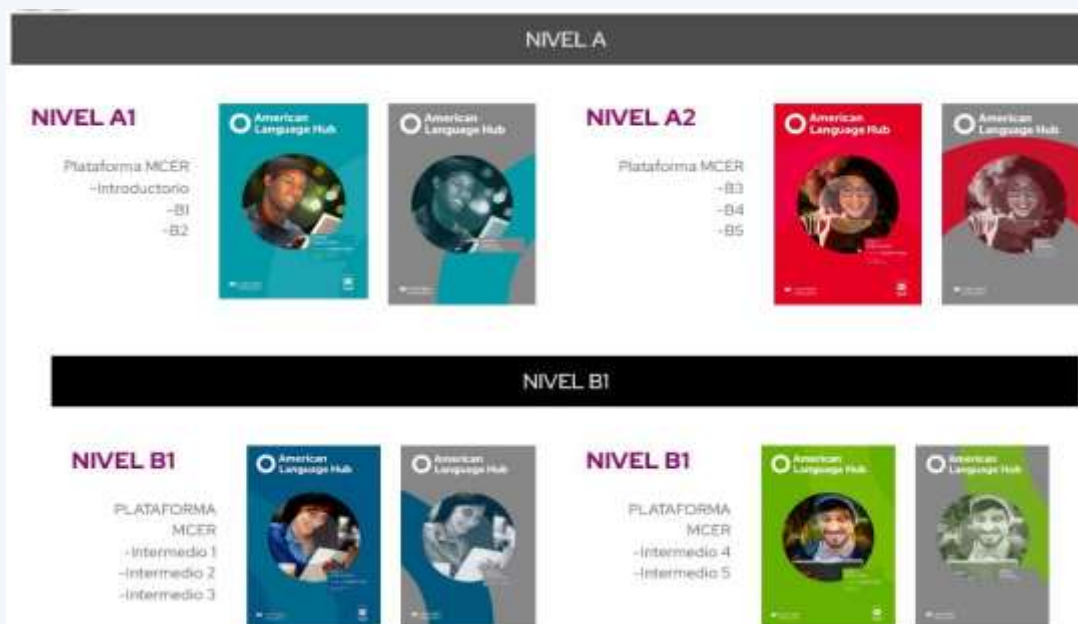 NIVEL A
NIVEL A1
Plataforma MCER
-Introductorio
-B1
-B2
American
Language Hub
American
Language Hub
NIVEL A2
Plataforma MCER
-B3
-B4
-B5
American
Language Hub
American
Language Hub
NIVEL B1
NIVEL B1
PLATAFORMA
MCER
-Intermedio 1
-Intermedio 2
-Intermedio 3
American
Language Hub
American
Language Hub
NIVEL B1
PLATAFORMA
MCER
-Intermedio 4
-Intermedio 5
American
Language Hub
American
Language Hub